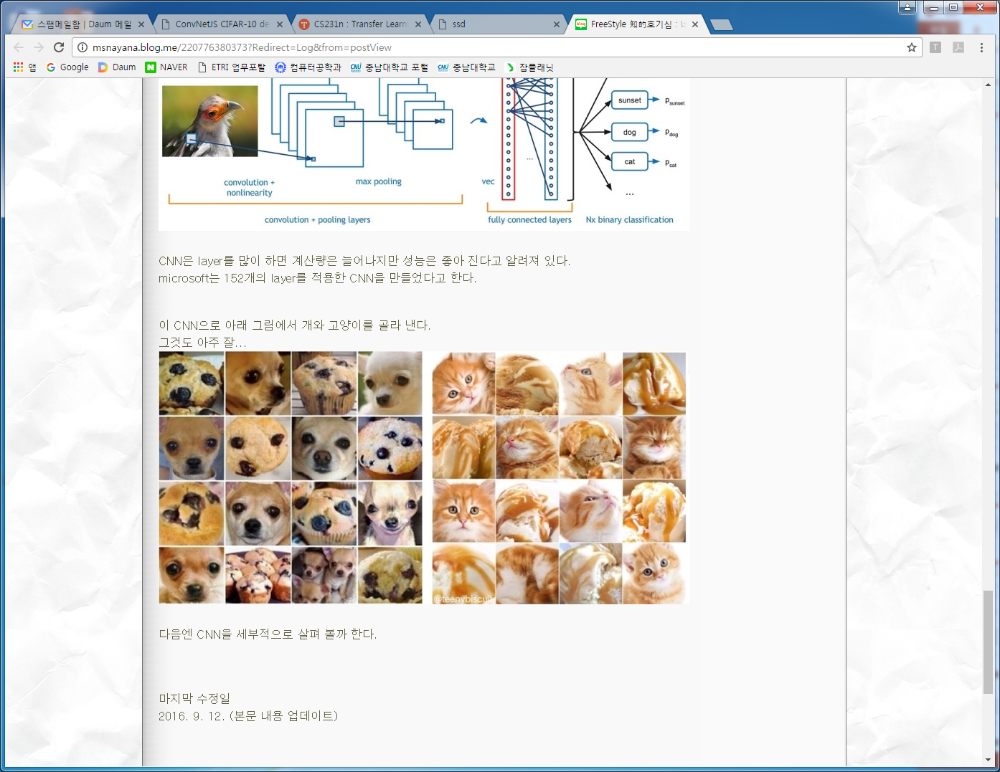 스팸메일함 | Daum 메일
ConvNetJS CIFAR-10 de
CS231n : Transfer Learni
ssd
FreeStyle 知的호기심 :
msnayana.blog.me/220776380373?Redirect=Log&from=postView
앱 Google Daum NAVER ETRI 업무포탈 컴퓨터공학과 충남대학교 포털 충남대학교 잡플래닛
sunset
p sunset
dog
p dog
cat
p cat
...
...
convolution +
nonlinearity
max pooling
vec
convolution + pooling layers
fully connected layers
Nx binary classification
CNN은 layer를 많이 하면 계산량은 늘어나지만 성능은 좋아 진다고 알려져 있다.
microsoft는 152개의 layer를 적용한 CNN을 만들었다고 한다.
이 CNN으로 아래 그림에서 개와 고양이를 골라 낸다.
그것도 아주 잘...
@teenybiscuit
다음엔 CNN을 세부적으로 살펴 볼까 한다.
마지막 수정일
2016. 9. 12. (본문 내용 업데이트)